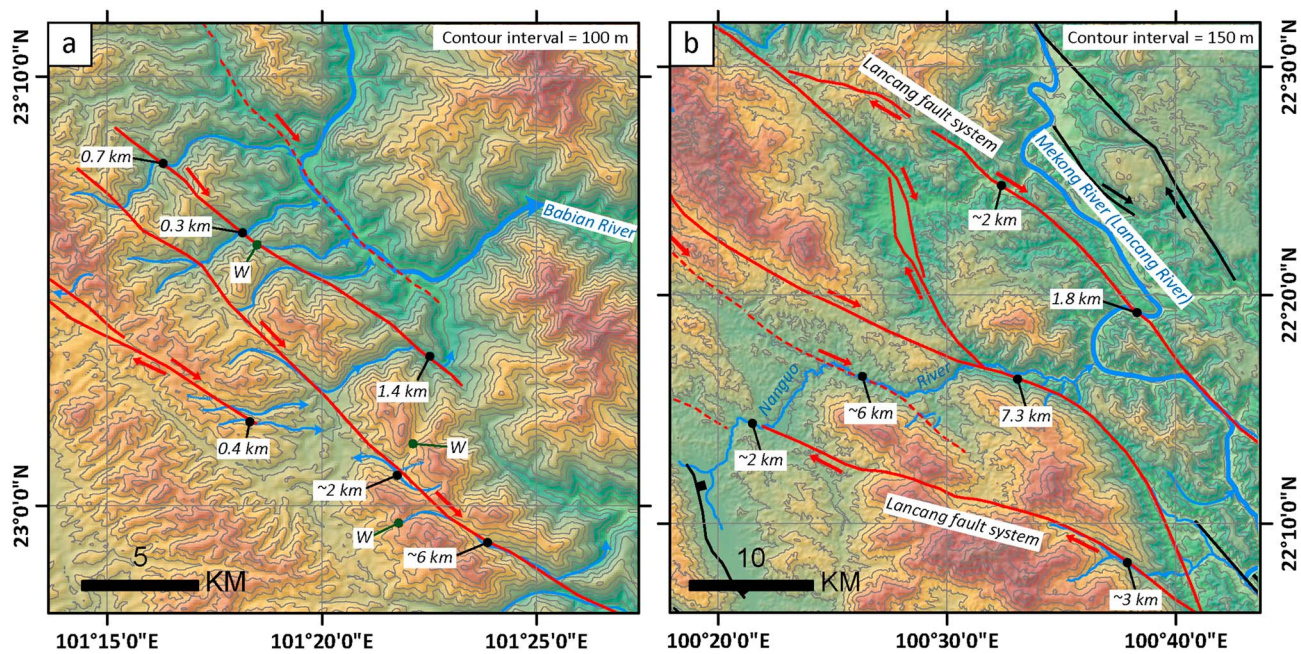 a
Contour interval = 100 m
23°10'0"N
23°0'0"N
0.7 km
0.3 km
W
Babian River
1.4 km
0.4 km
W
~2 km
W
~6 km
5
KM
101°15'0"E
101°20'0"E
101°25'0"E
b
Contour interval = 150 m
22°30'0"N
22°20'0"N
22°10'0"N
Lancang fault system
Mekong River (Lancang River)
~2 km
1.8 km
Nanguo River
~6 km
7.3 km
~2 km
Lancang fault system
~3 km
10
KM
100°20'0"E
100°30'0"E
100°40'0"E